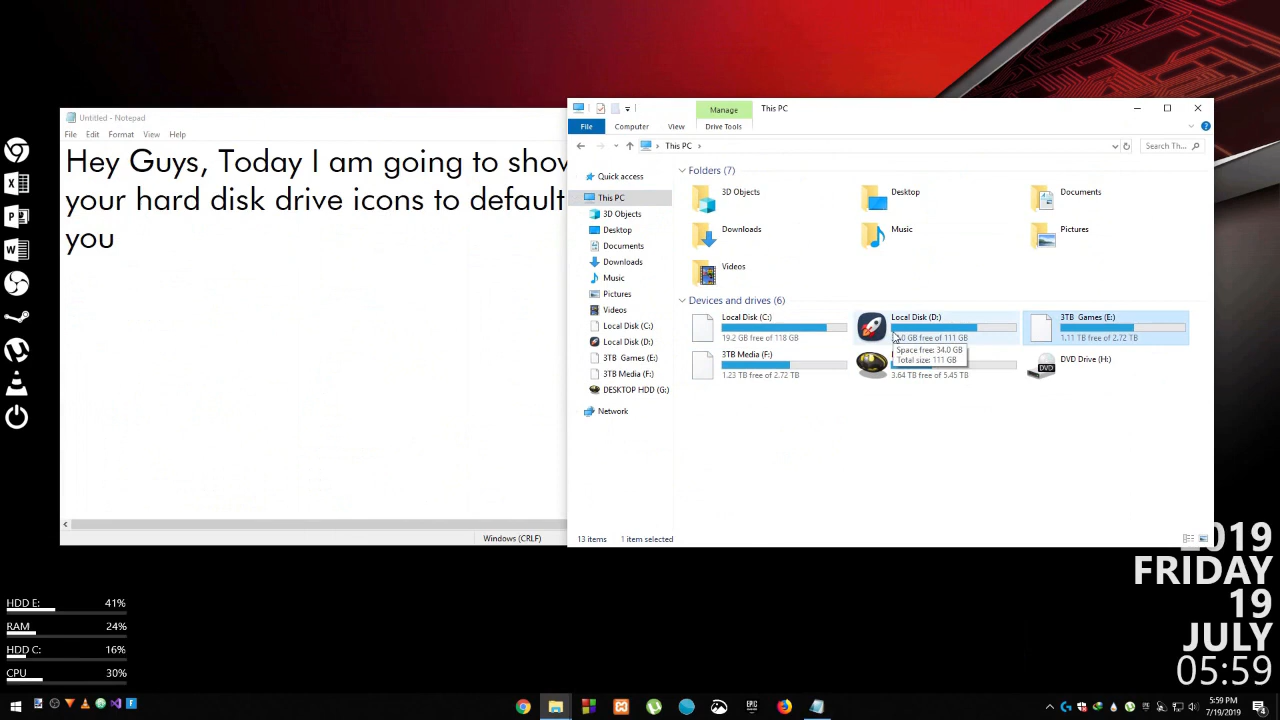 Untitled - Notepad
File Edit Format View Help
Hey Guys, Today I am going to show
your hard disk drive icons to default
you
Windows (CRLF)
Manage
This PC
File Computer View Drive Tools
This PC
Search Th...
Quick access
This PC
3D Objects
Desktop
Documents
Downloads
Music
Pictures
Videos
Local Disk (C:)
Local Disk (D:)
3TB Games (E:)
3TB Media (F:)
DESKTOP HDD (G:)
Network
Folders (7)
3D Objects
Desktop
Documents
Downloads
Music
Pictures
Videos
Devices and drives (6)
Local Disk (C:)
19.2 GB free of 118 GB
Local Disk (D:)
.0 GB free of 111 GB
Space free: 34.0 GB
Total size: 111 GB
3TB Games (E:)
1.11 TB free of 2.72 TB
3TB Media (F:)
1.23 TB free of 2.72 TB
3.64 TB free of 5.45 TB
DVD Drive (H:)
DVD
13 items 1 item selected
2019
FRIDAY
19
JULY
05:59
HDD E: 41%
RAM 24%
HDD C: 16%
CPU 30%
EPIC
5:59 PM
7/19/2019